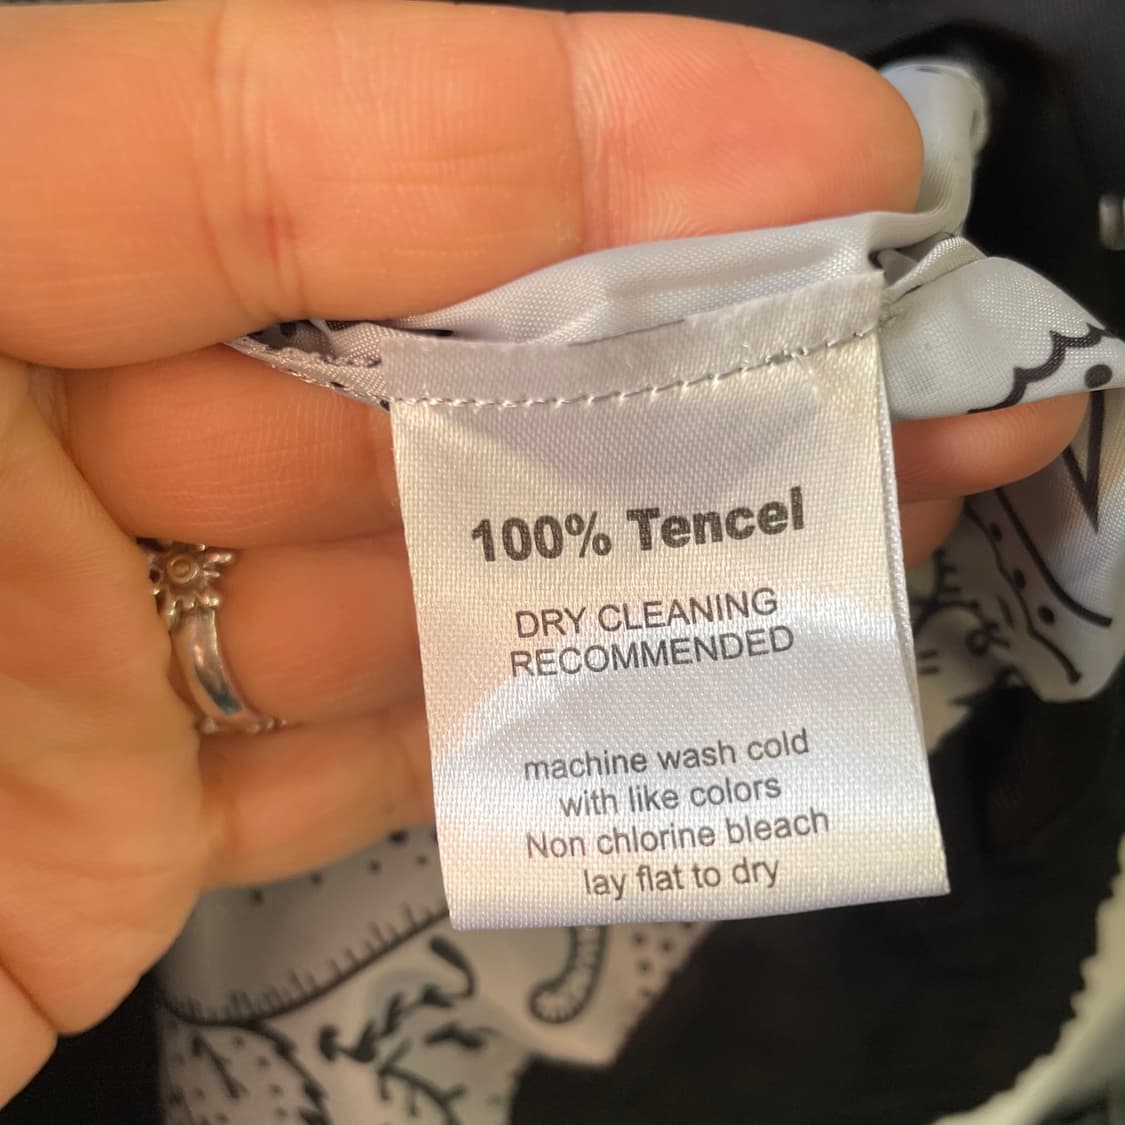 100% Tencel
DRY CLEANING
RECOMMENDED
machine wash cold
with like colors
Non chlorine bleach
lay flat to dry